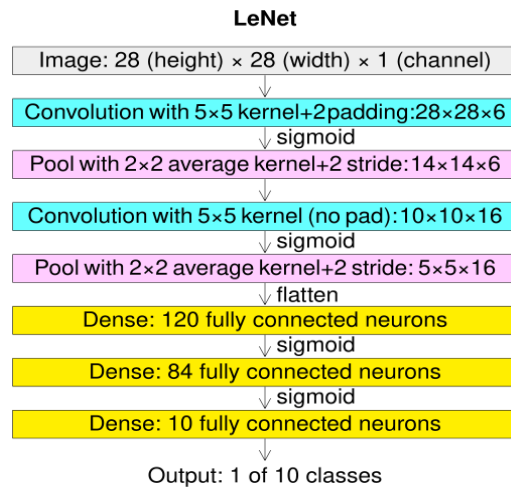 LeNet
Image: 28 (height) × 28 (width) × 1 (channel)
Convolution with 5×5 kernel+2padding:28×28×6
sigmoid
Pool with 2×2 average kernel+2 stride:14×14×6
Convolution with 5×5 kernel (no pad):10×10×16
sigmoid
Pool with 2×2 average kernel+2 stride: 5×5×16
flatten
Dense: 120 fully connected neurons
sigmoid
Dense: 84 fully connected neurons
sigmoid
Dense: 10 fully connected neurons
Output: 1 of 10 classes